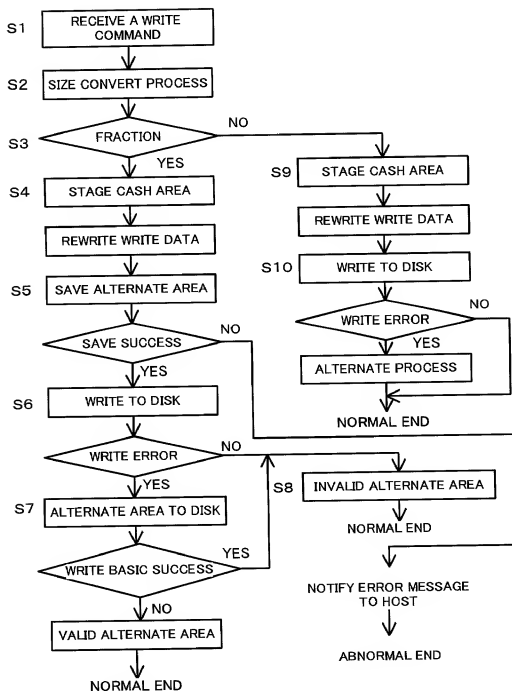 S1
RECEIVE A WRITE
COMMAND
S2
SIZE CONVERT PROCESS
S3
FRACTION
NO
YES
S4
STAGE CASH AREA
REWRITE WRITE DATA
S5
SAVE ALTERNATE AREA
SAVE SUCCESS
NO
YES
S6
WRITE TO DISK
WRITE ERROR
NO
YES
S7
ALTERNATE AREA TO DISK
WRITE BASIC SUCCESS
YES
NO
VALID ALTERNATE AREA
NORMAL END
S9
STAGE CASH AREA
REWRITE WRITE DATA
S10
WRITE TO DISK
WRITE ERROR
NO
YES
ALTERNATE PROCESS
NORMAL END
S8
INVALID ALTERNATE AREA
NORMAL END
NOTIFY ERROR MESSAGE
TO HOST
ABNORMAL END